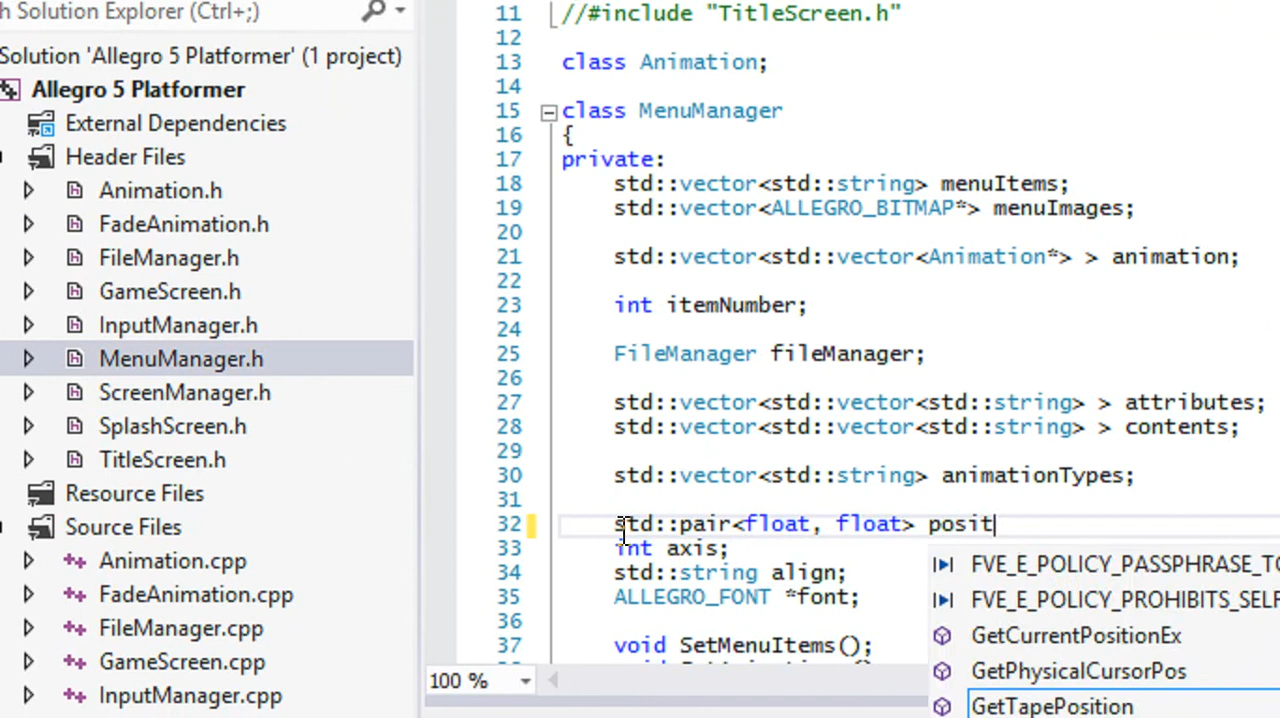 h Solution Explorer (Ctrl+;)
Solution 'Allegro 5 Platformer' (1 project)
Allegro 5 Platformer
External Dependencies
Header Files
Animation.h
FadeAnimation.h
FileManager.h
GameScreen.h
InputManager.h
MenuManager.h
ScreenManager.h
SplashScreen.h
TitleScreen.h
Resource Files
Source Files
Animation.cpp
FadeAnimation.cpp
FileManager.cpp
GameScreen.cpp
InputManager.cpp
11 //#include "TitleScreen.h"
12
13 class Animation;
14
15 class MenuManager
16 {
17 private:
18 std::vector<std::string> menuItems;
19 std::vector<ALLEGRO_BITMAP*> menuImages;
20
21 std::vector<std::vector<Animation*> > animation;
22
23 int itemNumber;
24
25 FileManager fileManager;
26
27 std::vector<std::vector<std::string> > attributes;
28 std::vector<std::vector<std::string> > contents;
29
30 std::vector<std::string> animationTypes;
31
32 std::pair<float, float> posit
33 int axis;
34 std::string align;
35 ALLEGRO_FONT *font;
36
37 void SetMenuItems();
FVE_E_POLICY_PASSPHRASE_TO
FVE_E_POLICY_PROHIBITS_SELF
GetCurrentPositionEx
GetPhysicalCursorPos
GetTapePosition
100 %